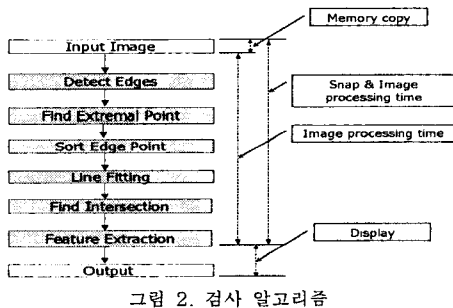 Memory copy
Input Image
Detect Edges
Snap & Image
processing time
Find Extremal Point
Image processing time
Sort Edge Point
Line Fitting
Find Intersection
Feature Extraction
Display
Output
그림 2. 검사 알고리즘